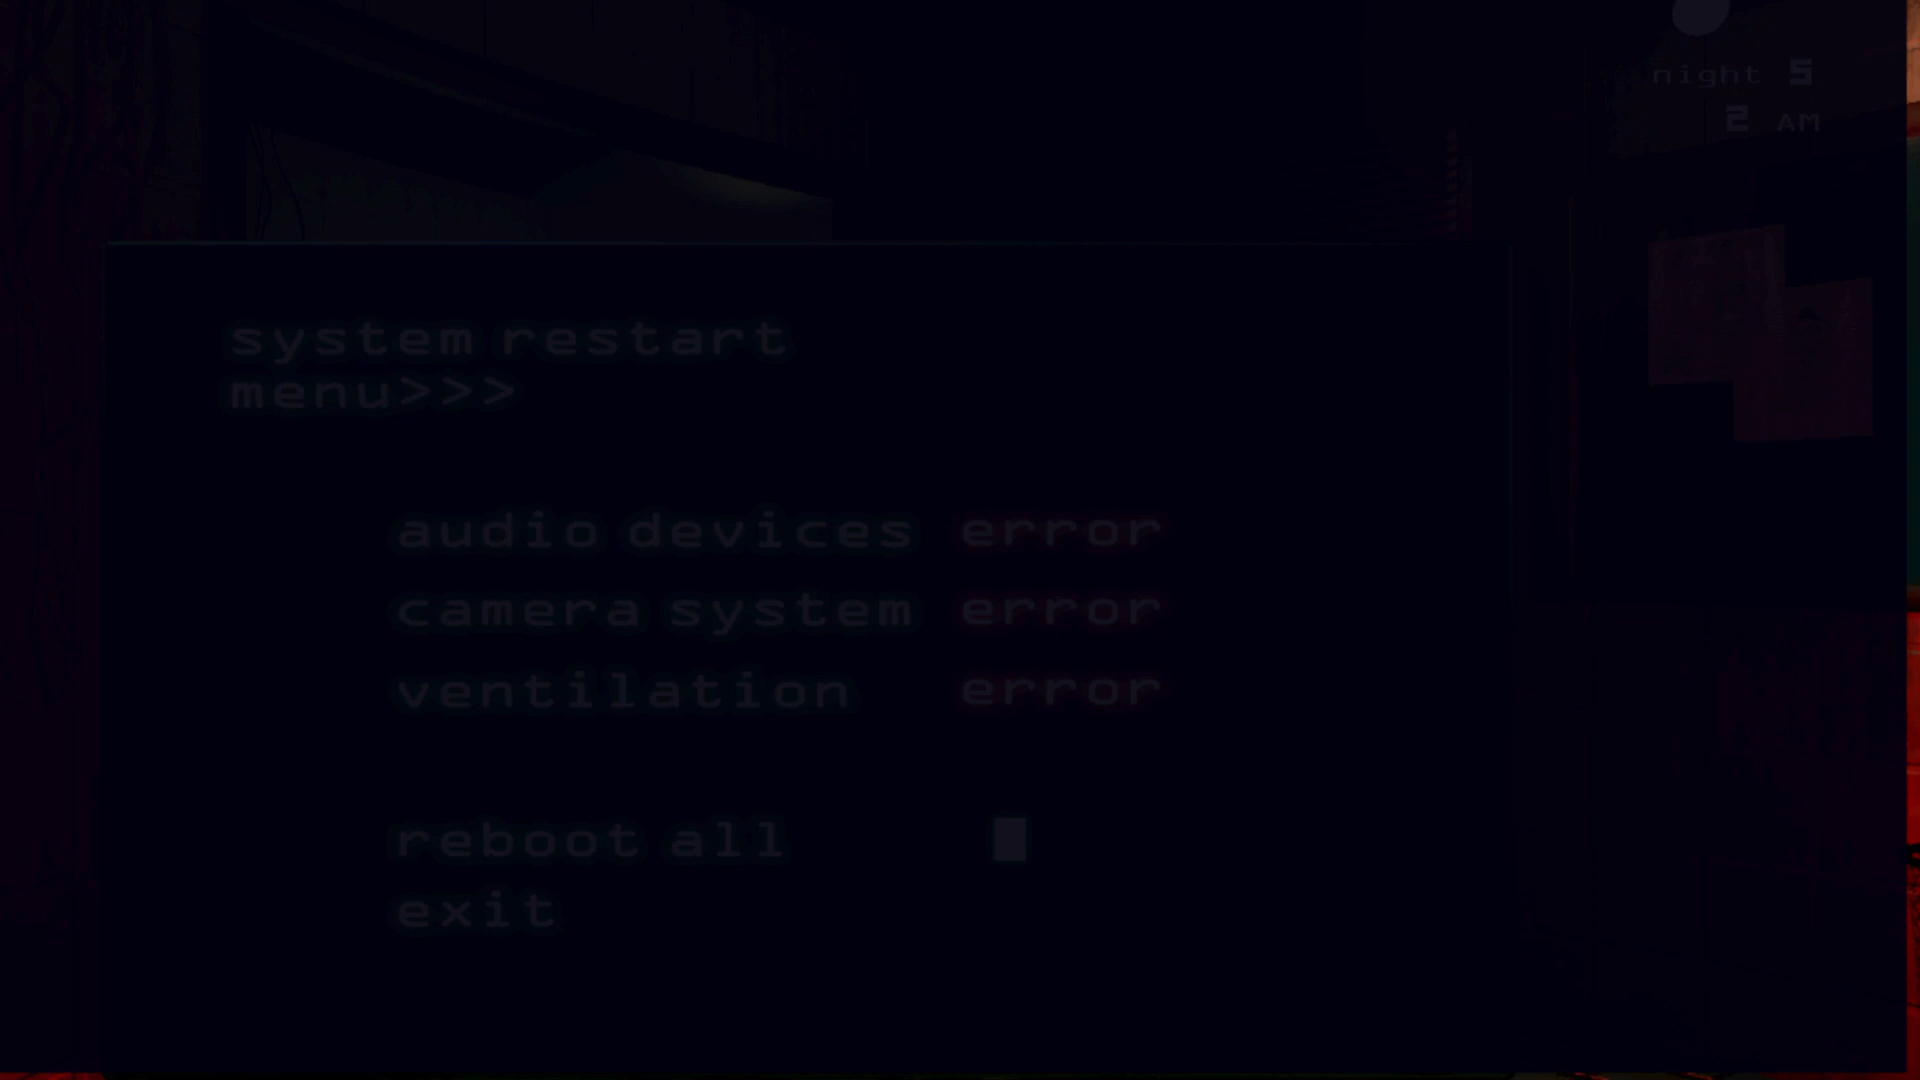 night 5
2 AM
system restart
menu>>>
audio devices error
camera system error
ventilation error
reboot all
exit